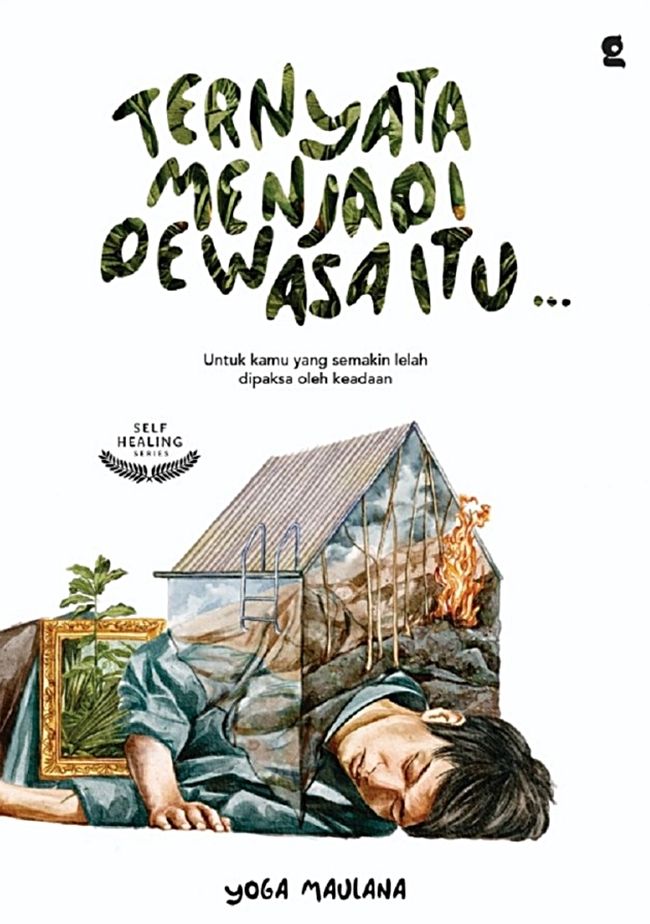 g
TERNYATA
MENJADI
DEWASA ITU...
Untuk kamu yang semakin lelah
dipaksa oleh keadaan
SELF
HEALING
SERIES
YOGA MAULANA